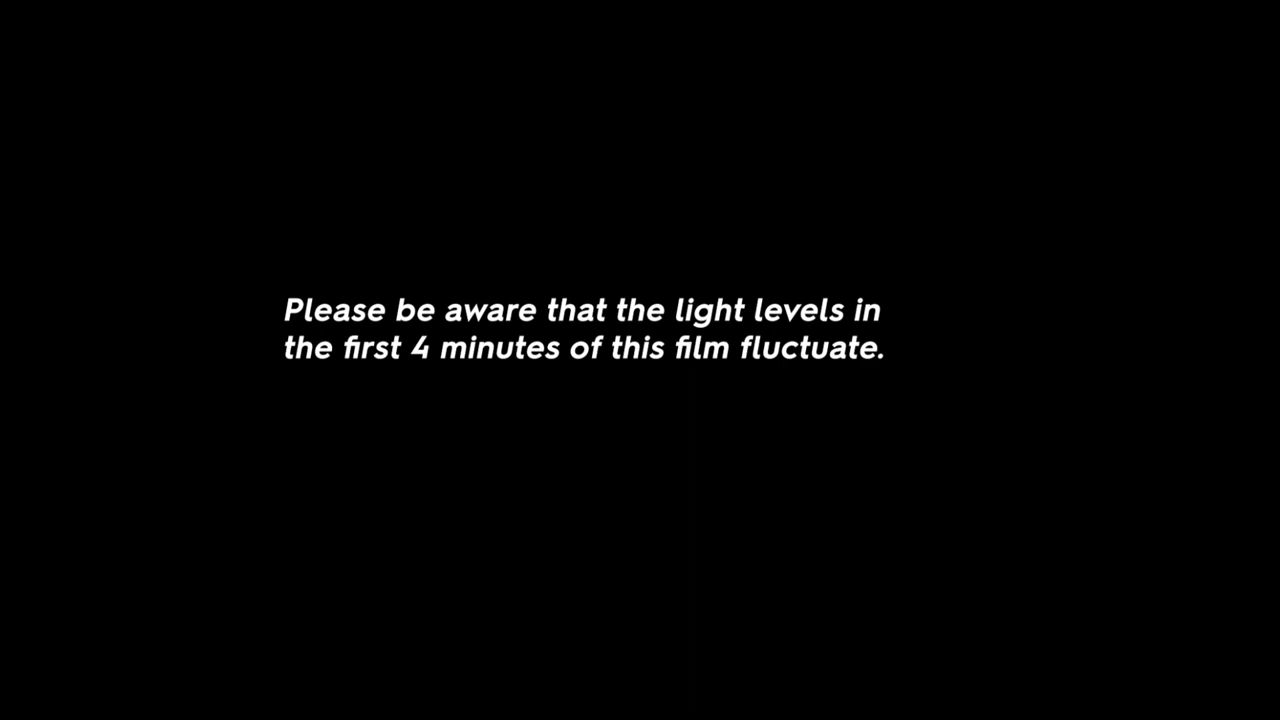 Please be aware that the light levels in
the first 4 minutes of this film fluctuate.